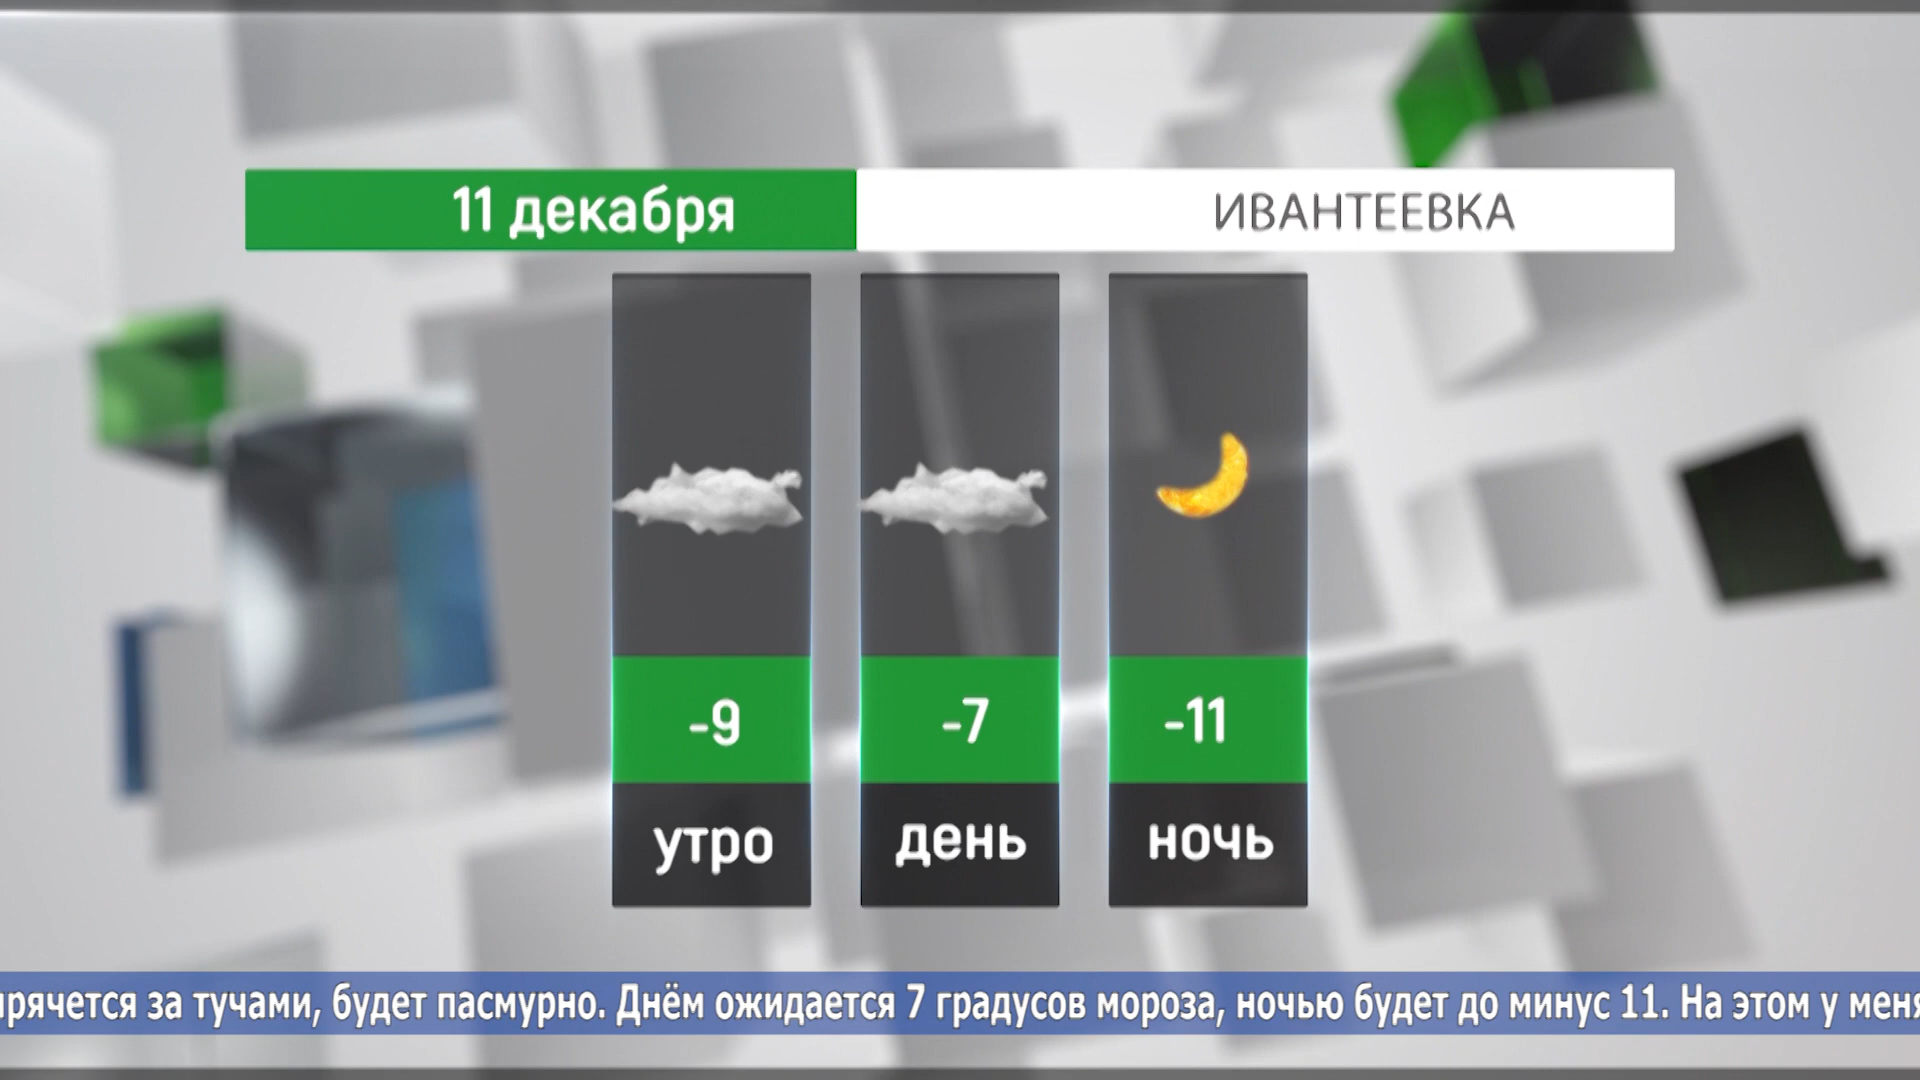 11 декабря
ИВАНТЕЕВКА
-9
-7
-11
утро
день
ночь
за тучами, будет пасмурно. Днём ожидается 7 градусов мороза, ночью будет до минус 11. На этом у меня